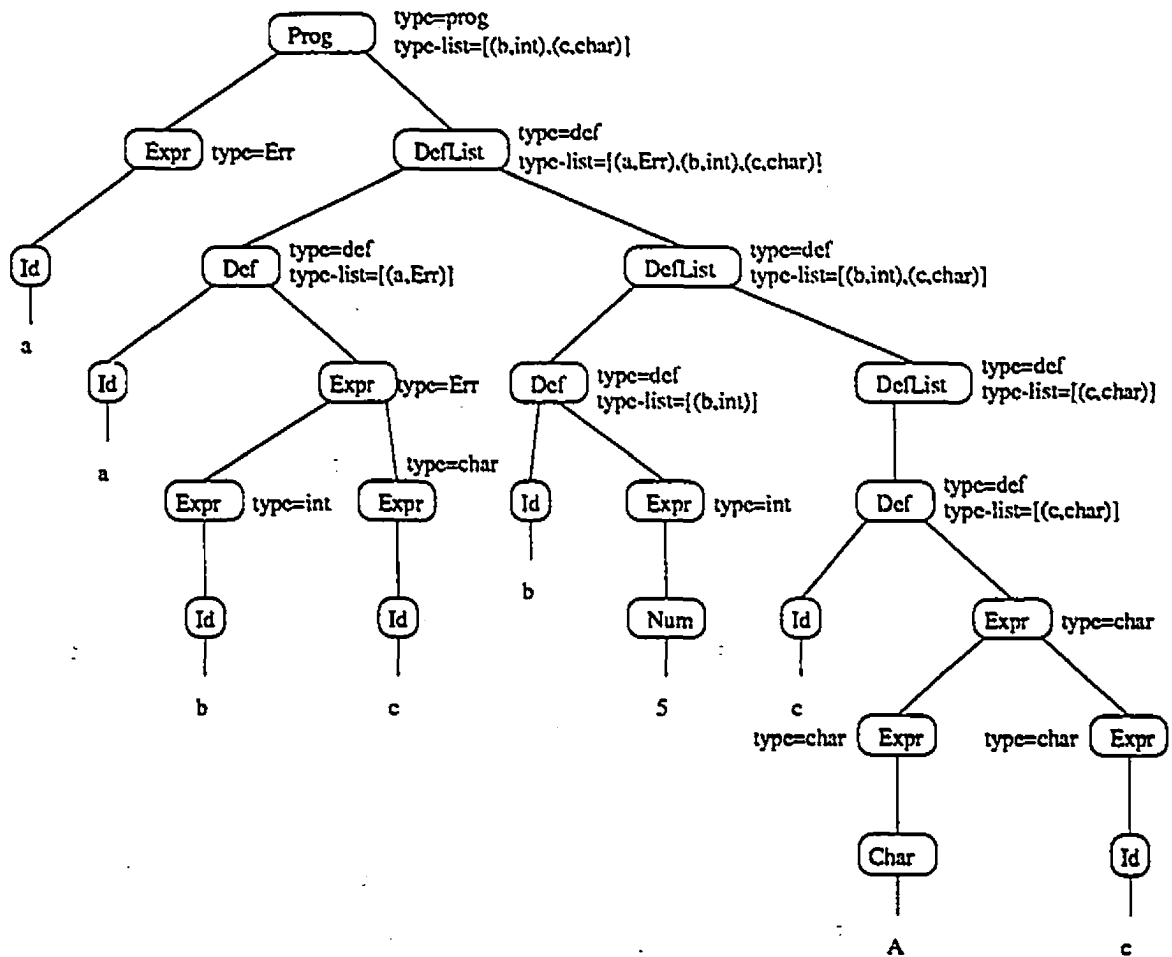 type=prog
Prog
type-list=[(b,int),(c,char)]
type=def
Expr type=Err DefList
type-list=[(a,Err),(b,int),(c,char)]
type=def type=def
Id Def DefList
type-list=[(a,Err)] type-list=[(b,int),(c,char)]
a
Id Expr type=Err Def type=def DefList type=def
type-list=[(b,int)] type-list=[(c,char)]
a
type=char
Expr type=int Expr Id Expr type=int Def type=def
type-list=[(c,char)]
b
Id Id Num Id Expr type=char
b c 5 c
type=char Expr type=char Expr
Char Id
A c